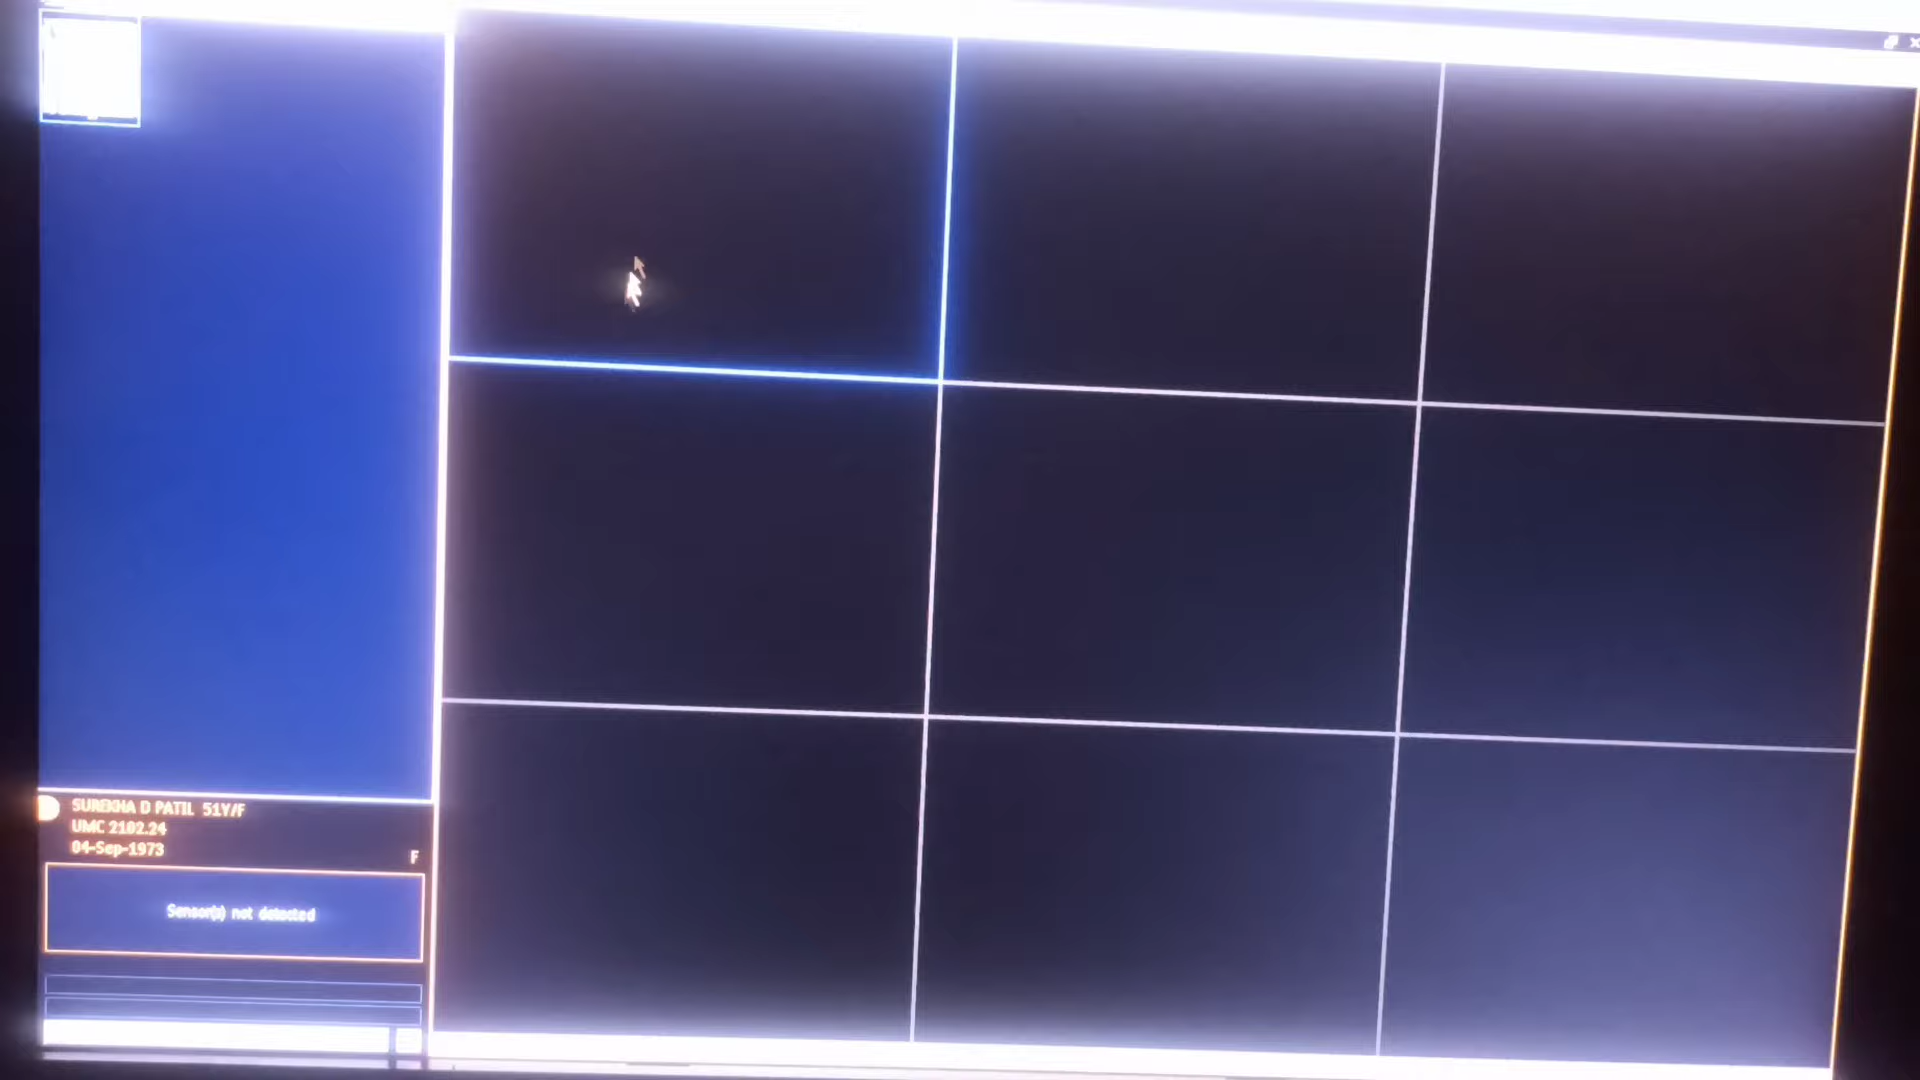 SUREKHA D PATIL 51Y/F
UMC 2102.24
04-Sep-1973
F
Sensor(s) not detected